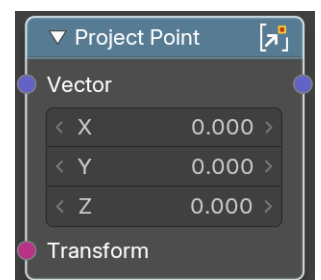 Project Point
Vector
X 0.000
Y 0.000
Z 0.000
Transform